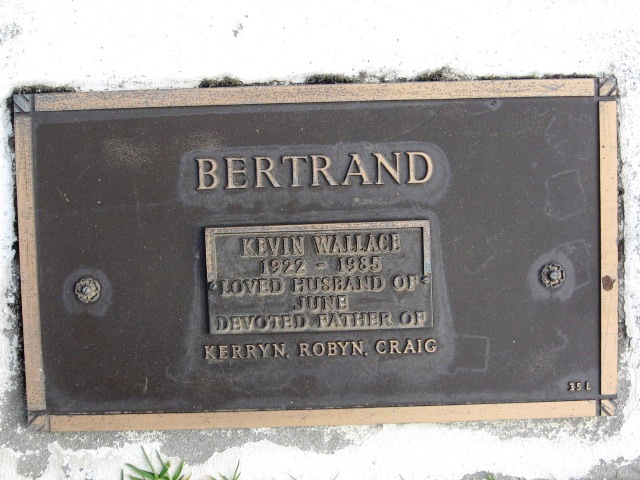 BERTRAND
KEVIN WALLACE
1922 - 1985
LOVED HUSBAND OF
JUNE
DEVOTED FATHER OF
KERRYN, ROBYN, CRAIG
35 L